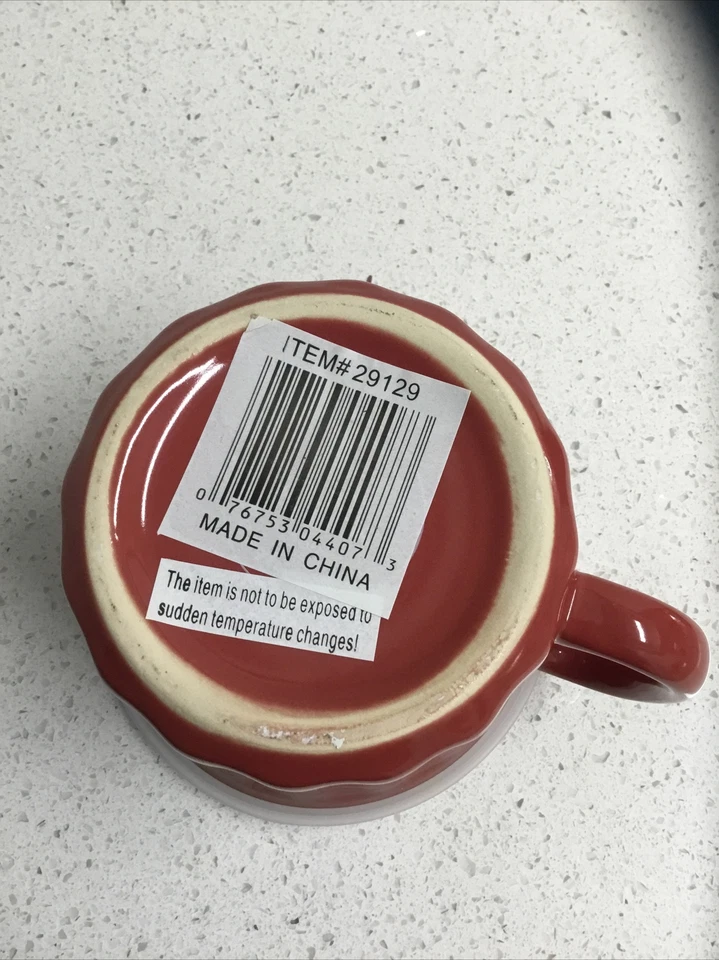 ITEM#29129
0 76753 04407 3
MADE IN CHINA
The item is not to be exposed to
sudden temperature changes!